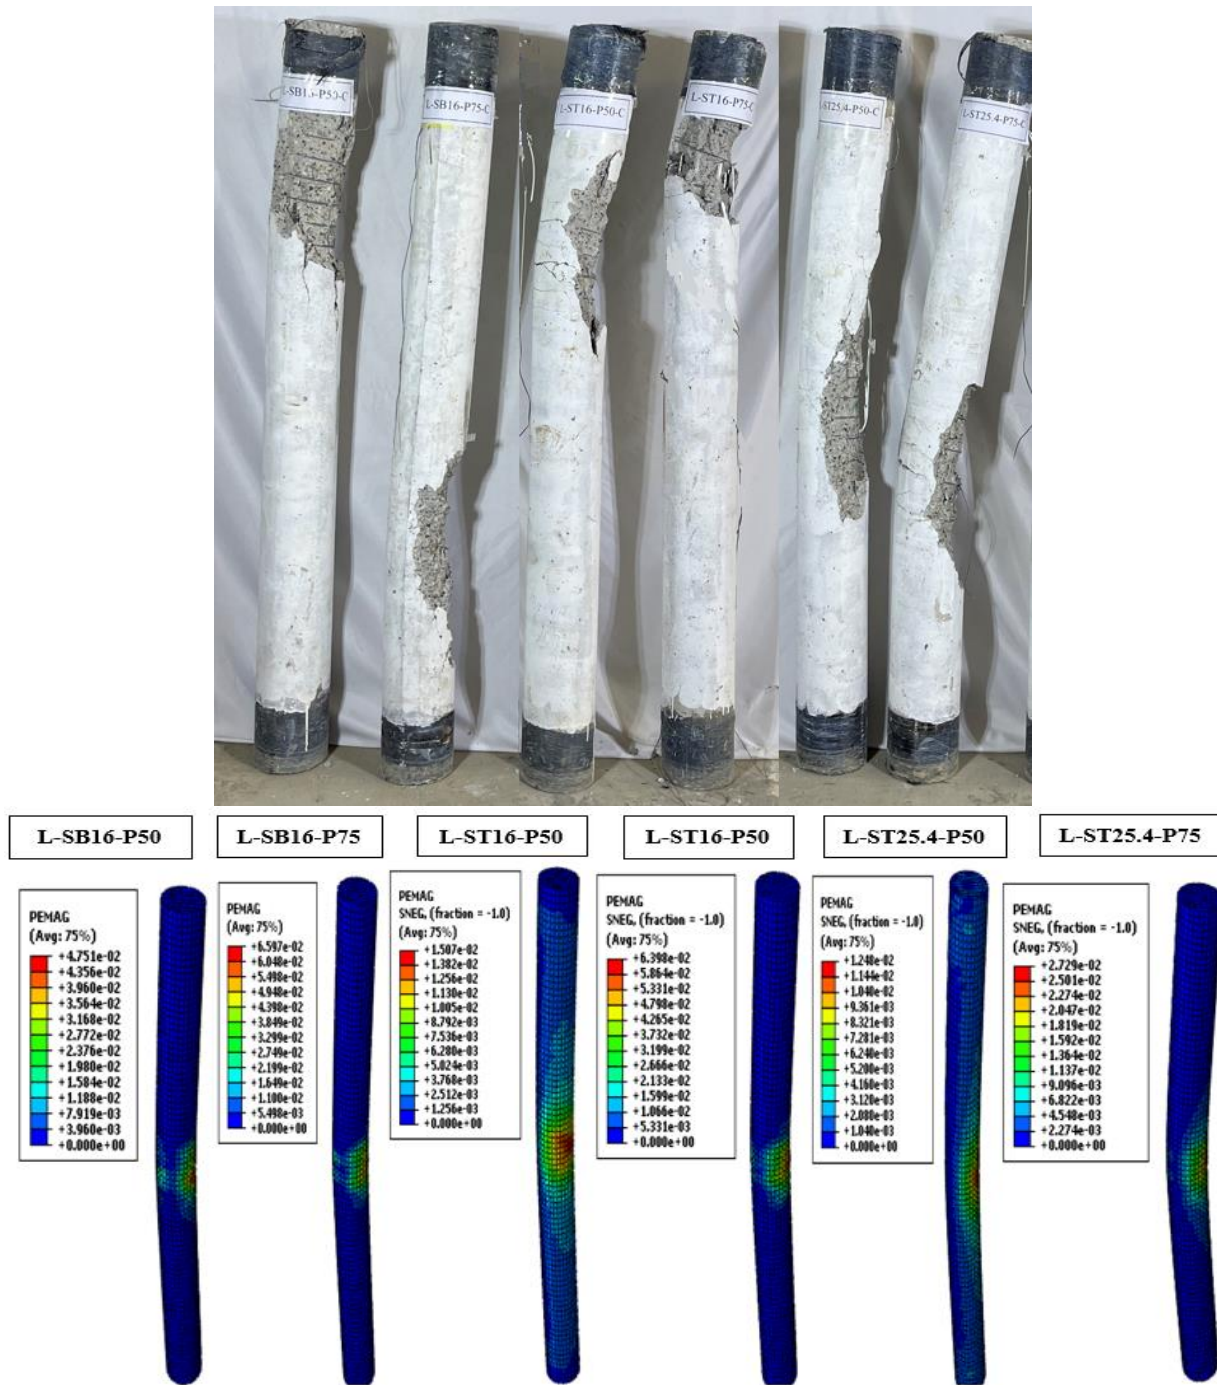 L-SB16-P50-C
L-SB16-P75-C
L-ST16-P50-C
L-ST16-P75-C
L-ST25.4-P50-C
L-ST25.4-P75-C
L-SB16-P50
L-SB16-P75
L-ST16-P50
L-ST16-P50
L-ST25.4-P50
L-ST25.4-P75
PEMAG
(Avg: 75%)
+4.751e-02
+4.356e-02
+3.960e-02
+3.564e-02
+3.168e-02
+2.772e-02
+2.376e-02
+1.980e-02
+1.584e-02
+1.188e-02
+7.919e-03
+3.960e-03
+0.000e+00
PEMAG
(Avg: 75%)
+6.597e-02
+6.048e-02
+5.498e-02
+4.948e-02
+4.398e-02
+3.849e-02
+3.299e-02
+2.749e-02
+2.199e-02
+1.649e-02
+1.100e-02
+5.498e-03
+0.000e+00
PEMAG
SNEG, (fraction = -1.0)
(Avg: 75%)
+1.507e-02
+1.382e-02
+1.256e-02
+1.130e-02
+1.005e-02
+8.792e-03
+7.536e-03
+6.280e-03
+5.024e-03
+3.768e-03
+2.512e-03
+1.256e-03
+0.000e+00
PEMAG
SNEG, (fraction = -1.0)
(Avg: 75%)
+6.398e-02
+5.864e-02
+5.331e-02
+4.798e-02
+4.265e-02
+3.732e-02
+3.199e-02
+2.666e-02
+2.133e-02
+1.599e-02
+1.066e-02
+5.331e-03
+0.000e+00
PEMAG
SNEG, (fraction = -1.0)
(Avg: 75%)
+1.248e-02
+1.144e-02
+1.040e-02
+9.361e-03
+8.321e-03
+7.281e-03
+6.240e-03
+5.200e-03
+4.160e-03
+3.120e-03
+2.080e-03
+1.040e-03
+0.000e+00
PEMAG
SNEG, (fraction = -1.0)
(Avg: 75%)
+2.729e-02
+2.501e-02
+2.274e-02
+2.047e-02
+1.819e-02
+1.592e-02
+1.364e-02
+1.137e-02
+9.096e-03
+6.822e-03
+4.548e-03
+2.274e-03
+0.000e+00